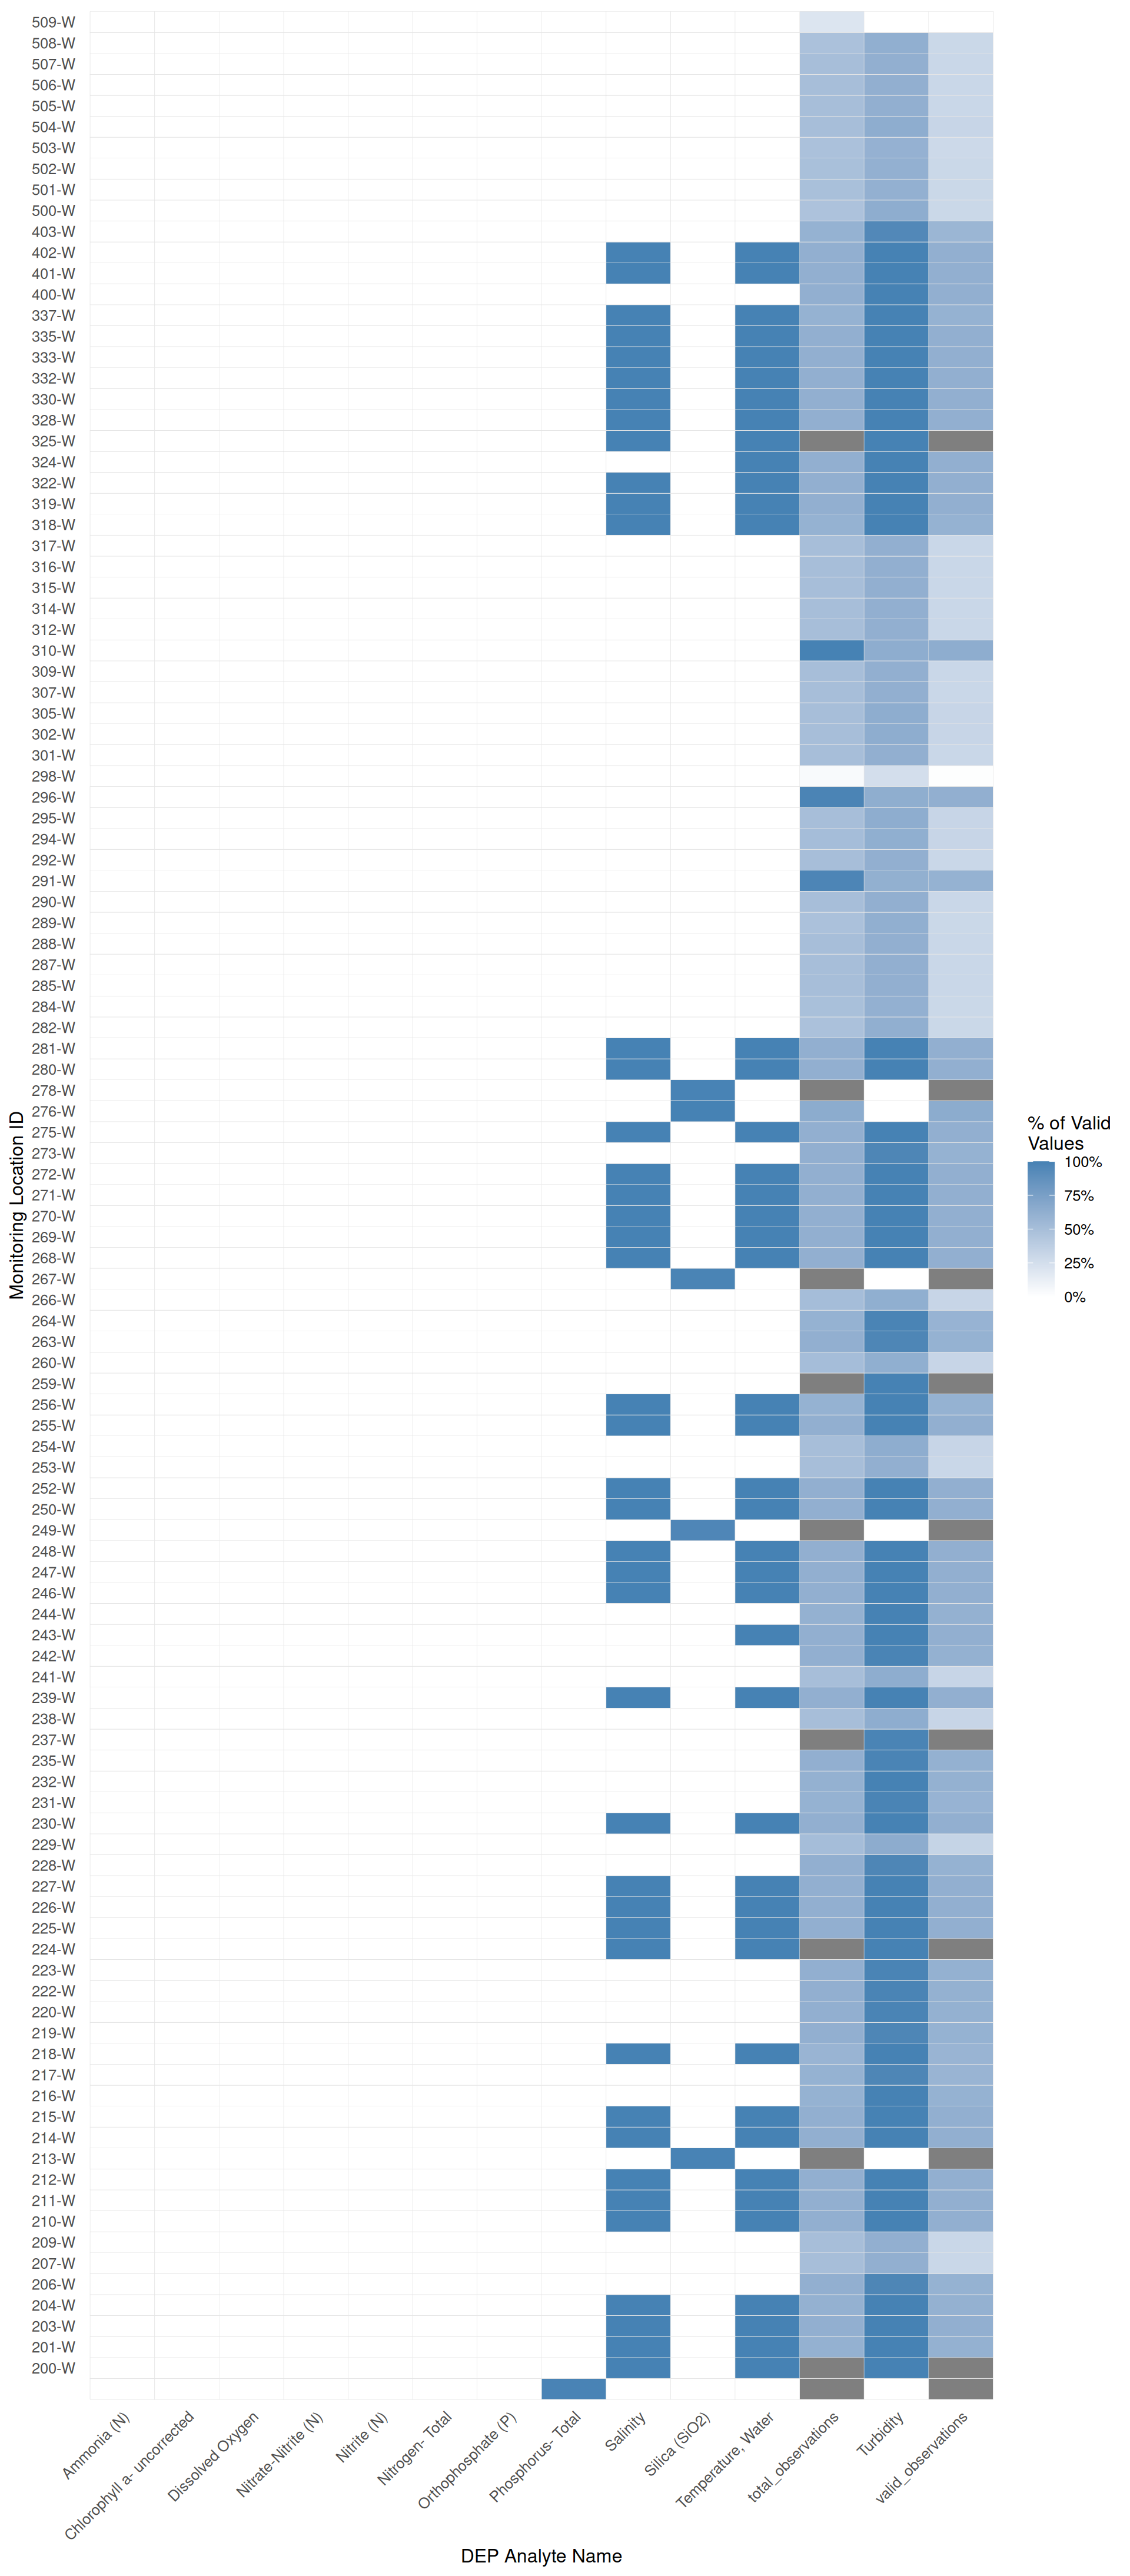 509-W
508-W
507-W
506-W
505-W
504-W
503-W
502-W
501-W
500-W
403-W
402-W
401-W
400-W
337-W
335-W
333-W
332-W
330-W
328-W
325-W
324-W
322-W
319-W
318-W
317-W
316-W
315-W
314-W
312-W
310-W
309-W
307-W
305-W
302-W
301-W
298-W
296-W
295-W
294-W
292-W
291-W
290-W
289-W
288-W
287-W
285-W
284-W
282-W
281-W
280-W
278-W
276-W
275-W
273-W
272-W
271-W
270-W
269-W
268-W
267-W
266-W
264-W
263-W
260-W
259-W
256-W
255-W
254-W
253-W
252-W
250-W
249-W
248-W
247-W
246-W
244-W
243-W
242-W
241-W
239-W
238-W
237-W
235-W
232-W
231-W
230-W
229-W
228-W
227-W
226-W
225-W
224-W
223-W
222-W
220-W
219-W
218-W
217-W
216-W
215-W
214-W
213-W
212-W
211-W
210-W
209-W
207-W
206-W
204-W
203-W
201-W
200-W
Monitoring Location ID
Ammonia (N)
Chlorophyll a- uncorrected
Dissolved Oxygen
Nitrate-Nitrite (N)
Nitrite (N)
Nitrogen- Total
Orthophosphate (P)
Phosphorus- Total
Salinity
Silica (SiO2)
Temperature, Water
total_observations
Turbidity
valid_observations
DEP Analyte Name
% of Valid
Values
100%
75%
50%
25%
0%